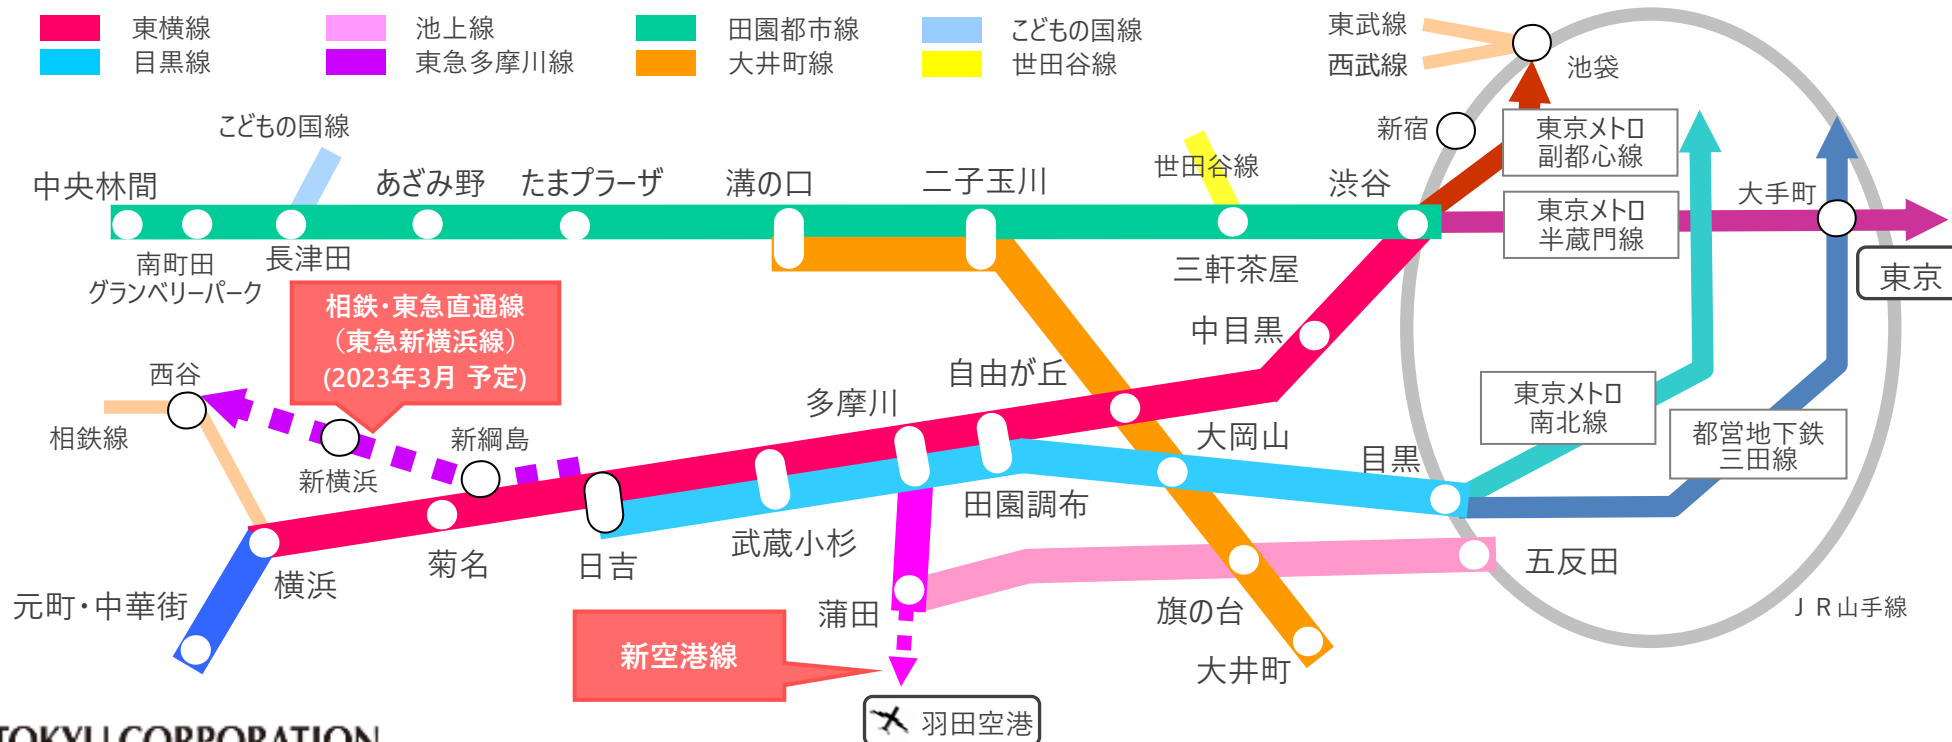 東横線
池上線
田園都市線
こどもの国線
目黒線
東急多摩川線
大井町線
世田谷線
東武線
西武線
池袋
新宿
こどもの国線
世田谷線
中央林間
あざみ野
たまプラーザ
溝の口
二子玉川
渋谷
東京メトロ
副都心線
大手町
東京メトロ
半蔵門線
南町田
グランベリーパーク
長津田
三軒茶屋
東京
相鉄・東急直通線
(東急新横浜線)
(2023年3月 予定)
中目黒
自由が丘
西谷
多摩川
相鉄線
新綱島
新横浜
大岡山
目黒
東京メトロ
南北線
都営地下鉄
三田線
田園調布
武蔵小杉
日吉
菊名
横浜
元町・中華街
五反田
蒲田
旗の台
大井町
JR山手線
新空港線
羽田空港
TOKYU CORPORATION